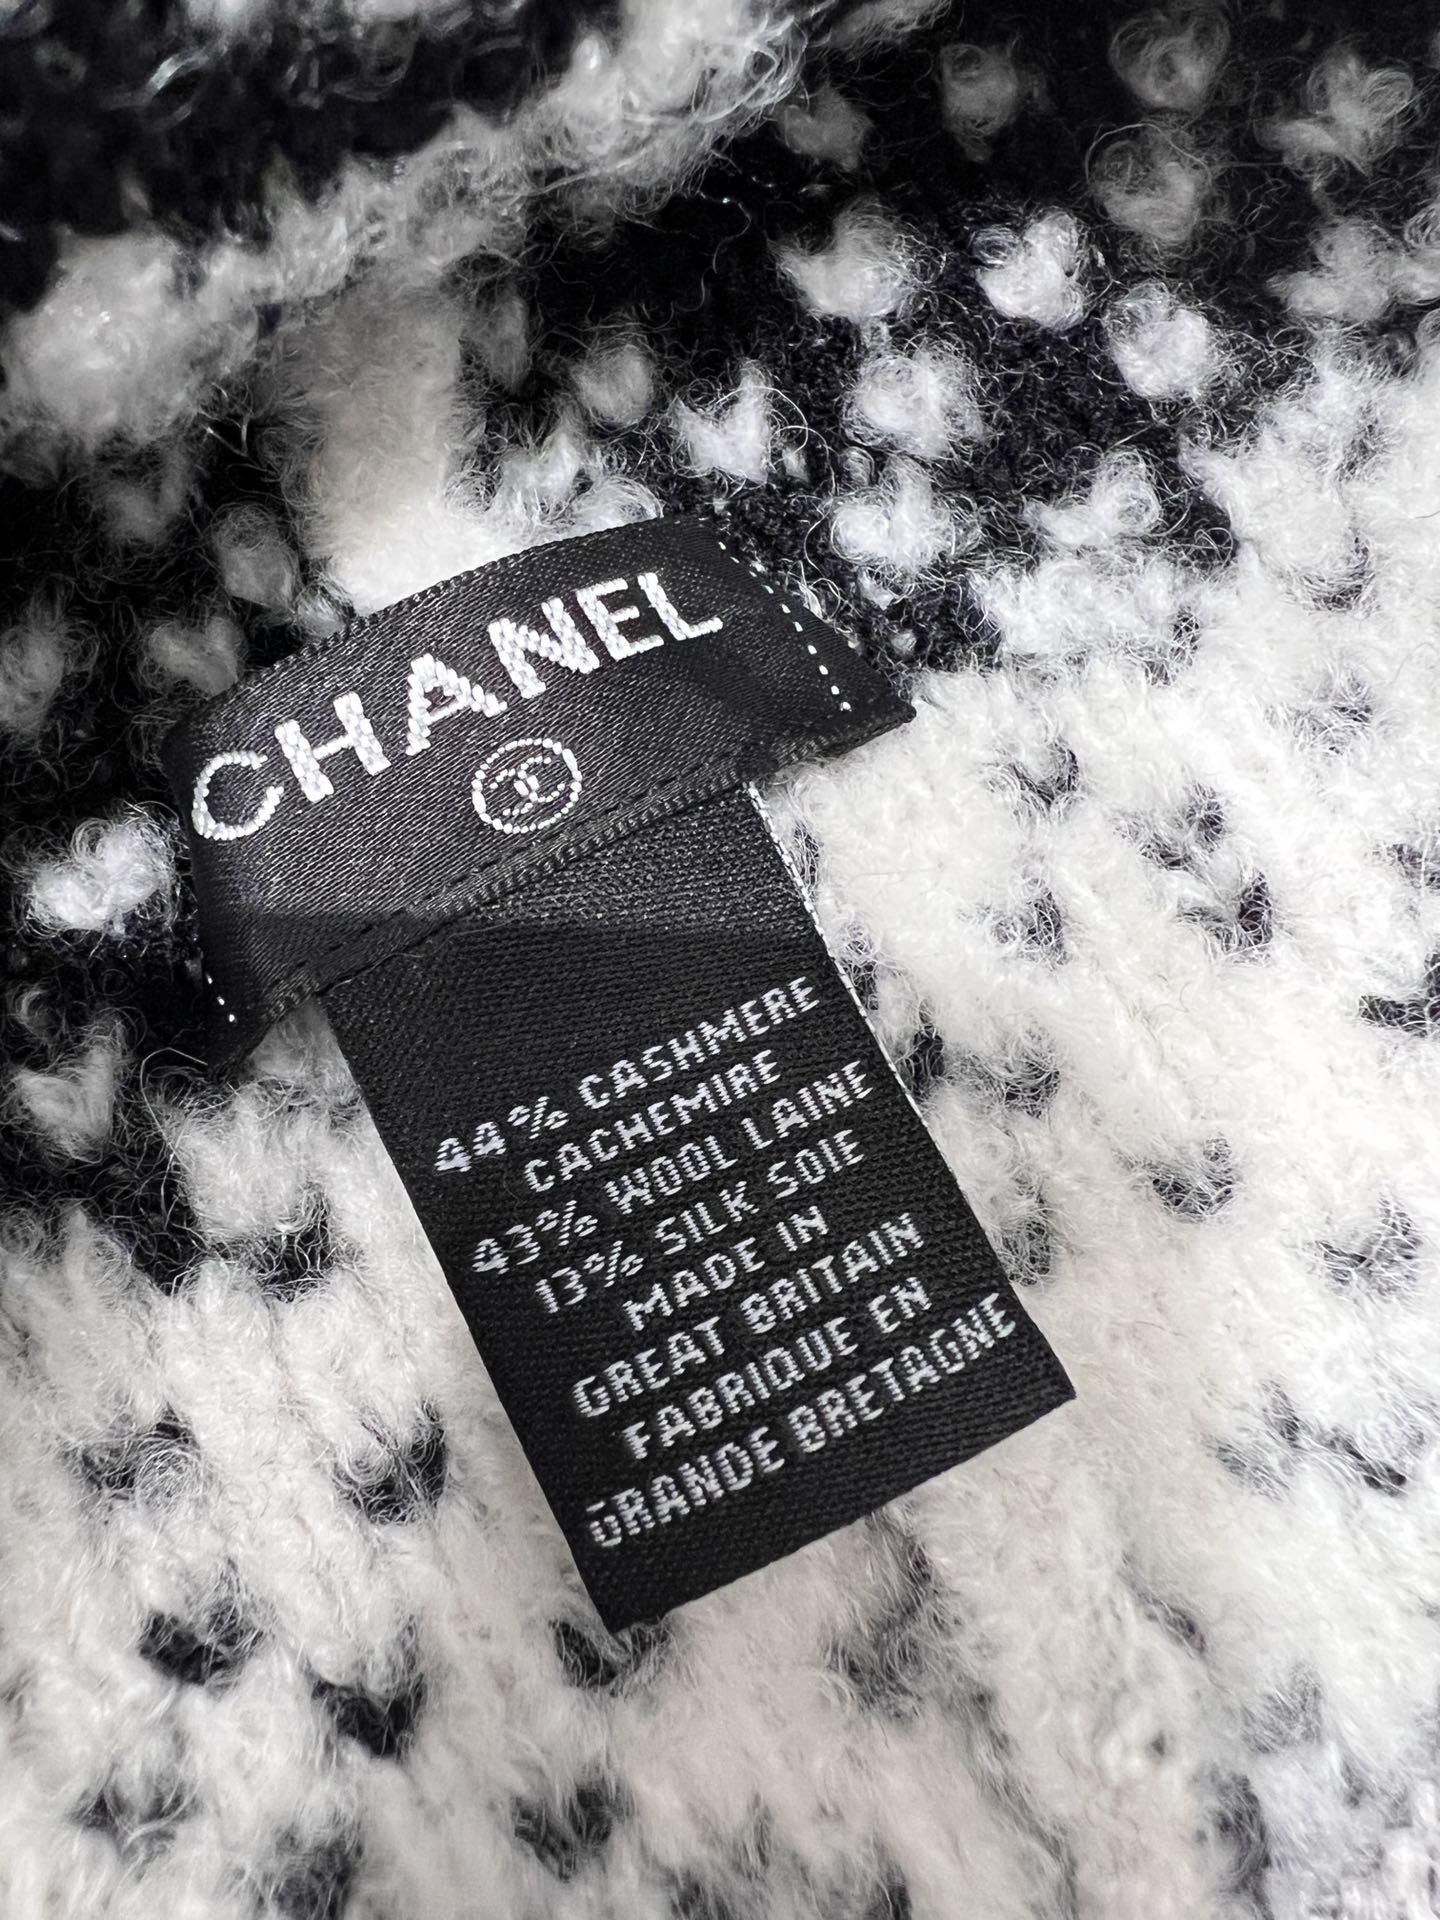 CHANEL
44% CASHMERE
CACHEMIRE
43% WOOL LAINE
13% SILK SOIE
MADE IN
GREAT BRITAIN
FABRIQUE EN
GRANDE BRETAGNE